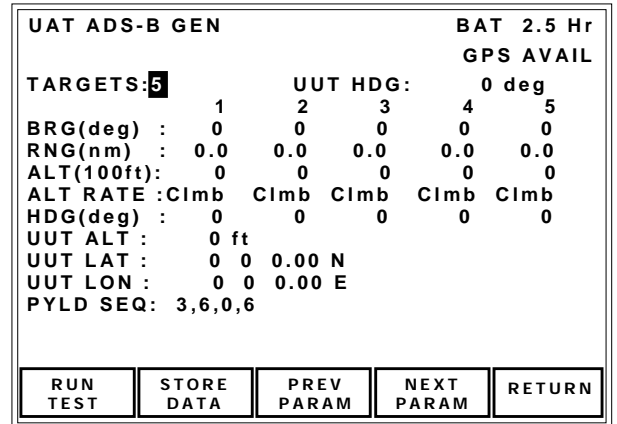 UAT ADS-B GEN BAT 2.5 Hr
GPS AVAIL
TARGETS:5 UUT HDG: 0 deg
1 2 3 4 5
BRG(deg) : 0 0 0 0 0
RNG(nm) : 0.0 0.0 0.0 0.0 0.0
ALT(100ft): 0 0 0 0 0
ALT RATE :Clmb Clmb Clmb Clmb Clmb
HDG(deg) : 0 0 0 0 0
UUT ALT : 0 ft
UUT LAT : 0 0 0.00 N
UUT LON : 0 0 0.00 E
PYLD SEQ: 3,6,0,6
RUN TEST
STORE DATA
PREV PARAM
NEXT PARAM
RETURN